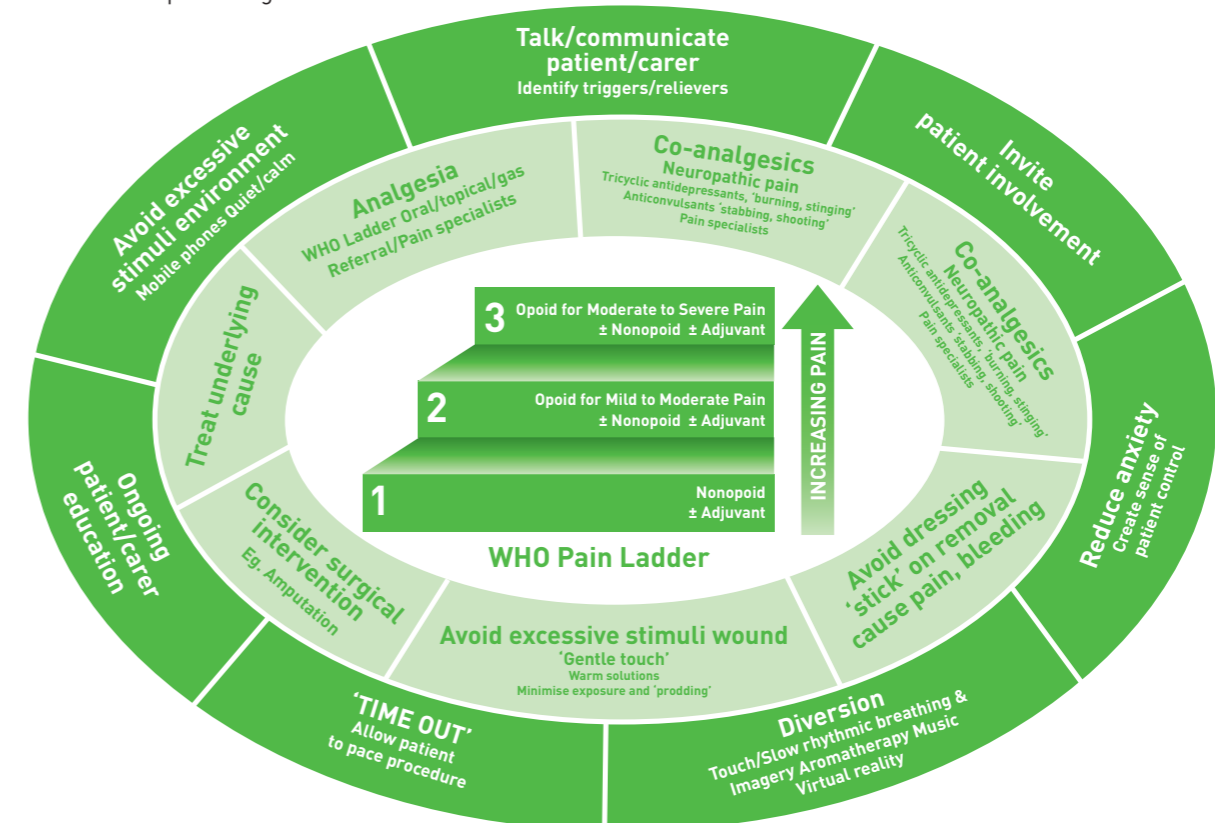 Talk/communicate
patient/carer
Identify triggers/relievers
Invite
patient involvement
Reduce anxiety
Create sense of
patient control
Diversion
Touch/Slow rhythmic breathing &
Imagery Aromatherapy Music
Virtual reality
‘TIME OUT’
Allow patient
to pace procedure
Ongoing
patient/carer
education
Avoid excessive
stimuli environment
Mobile phones Quiet/calm
Analgesia
WHO Ladder Oral/topical/gas
Referral/Pain specialists
Co-analgesics
Neuropathic pain
Tricyclic antidepressants, ‘burning, stinging’
Anticonvulsants ‘stabbing, shooting’
Pain specialists
Co-analgesics
Neuropathic pain
Tricyclic antidepressants, ‘burning, stinging’
Anticonvulsants ‘stabbing, shooting’
Pain specialists
Avoid dressing
‘stick’ on removal
cause pain, bleeding
Avoid excessive stimuli wound
‘Gentle touch’
Warm solutions
Minimise exposure and ‘prodding’
Consider surgical
intervention
Eg. Amputation
Treat underlying
cause
3 Opoid for Moderate to Severe Pain
± Nonopoid ± Adjuvant
2 Opoid for Mild to Moderate Pain
± Nonopoid ± Adjuvant
1 Nonopoid
± Adjuvant
INCREASING PAIN
WHO Pain Ladder